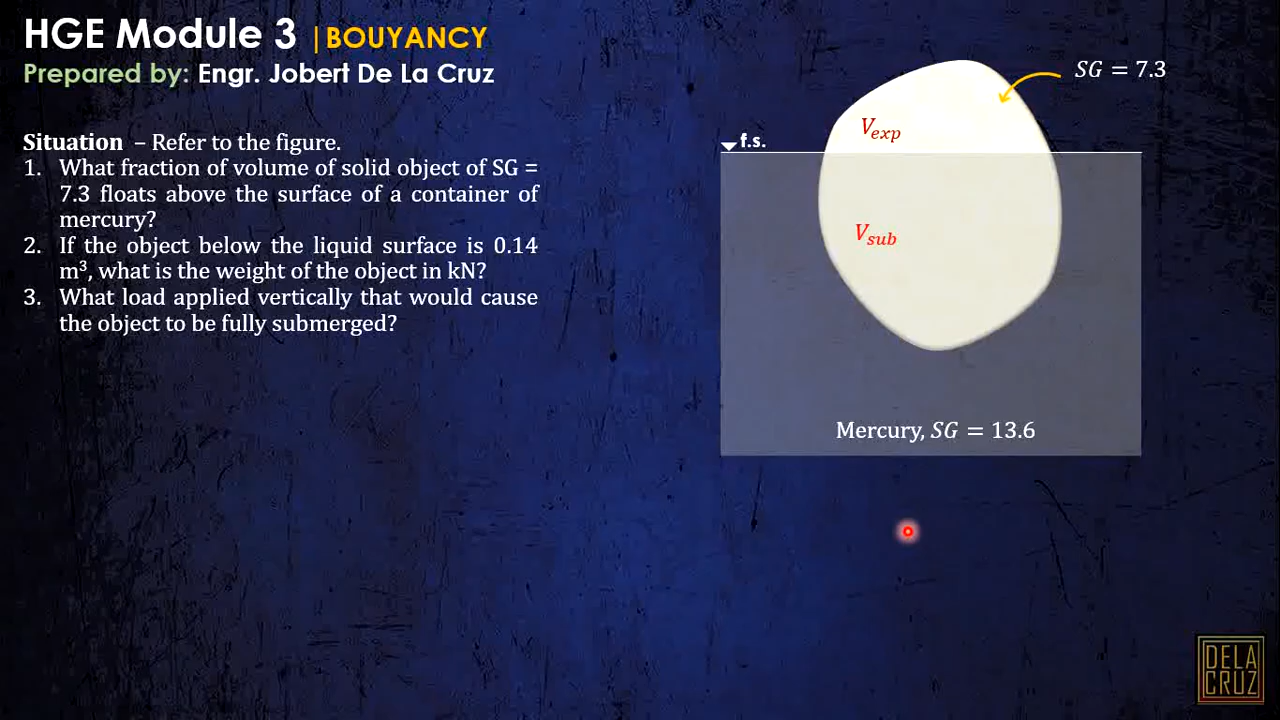 HGE Module 3 | BOUYANCY
Prepared by: Engr. Jobert De La Cruz
Situation – Refer to the figure.
1. What fraction of volume of solid object of SG =
7.3 floats above the surface of a container of
mercury?
2. If the object below the liquid surface is 0.14
m³, what is the weight of the object in kN?
3. What load applied vertically that would cause
the object to be fully submerged?
SG = 7.3
V_exp
f.s.
V_sub
Mercury, SG = 13.6
DELA
CRUZ